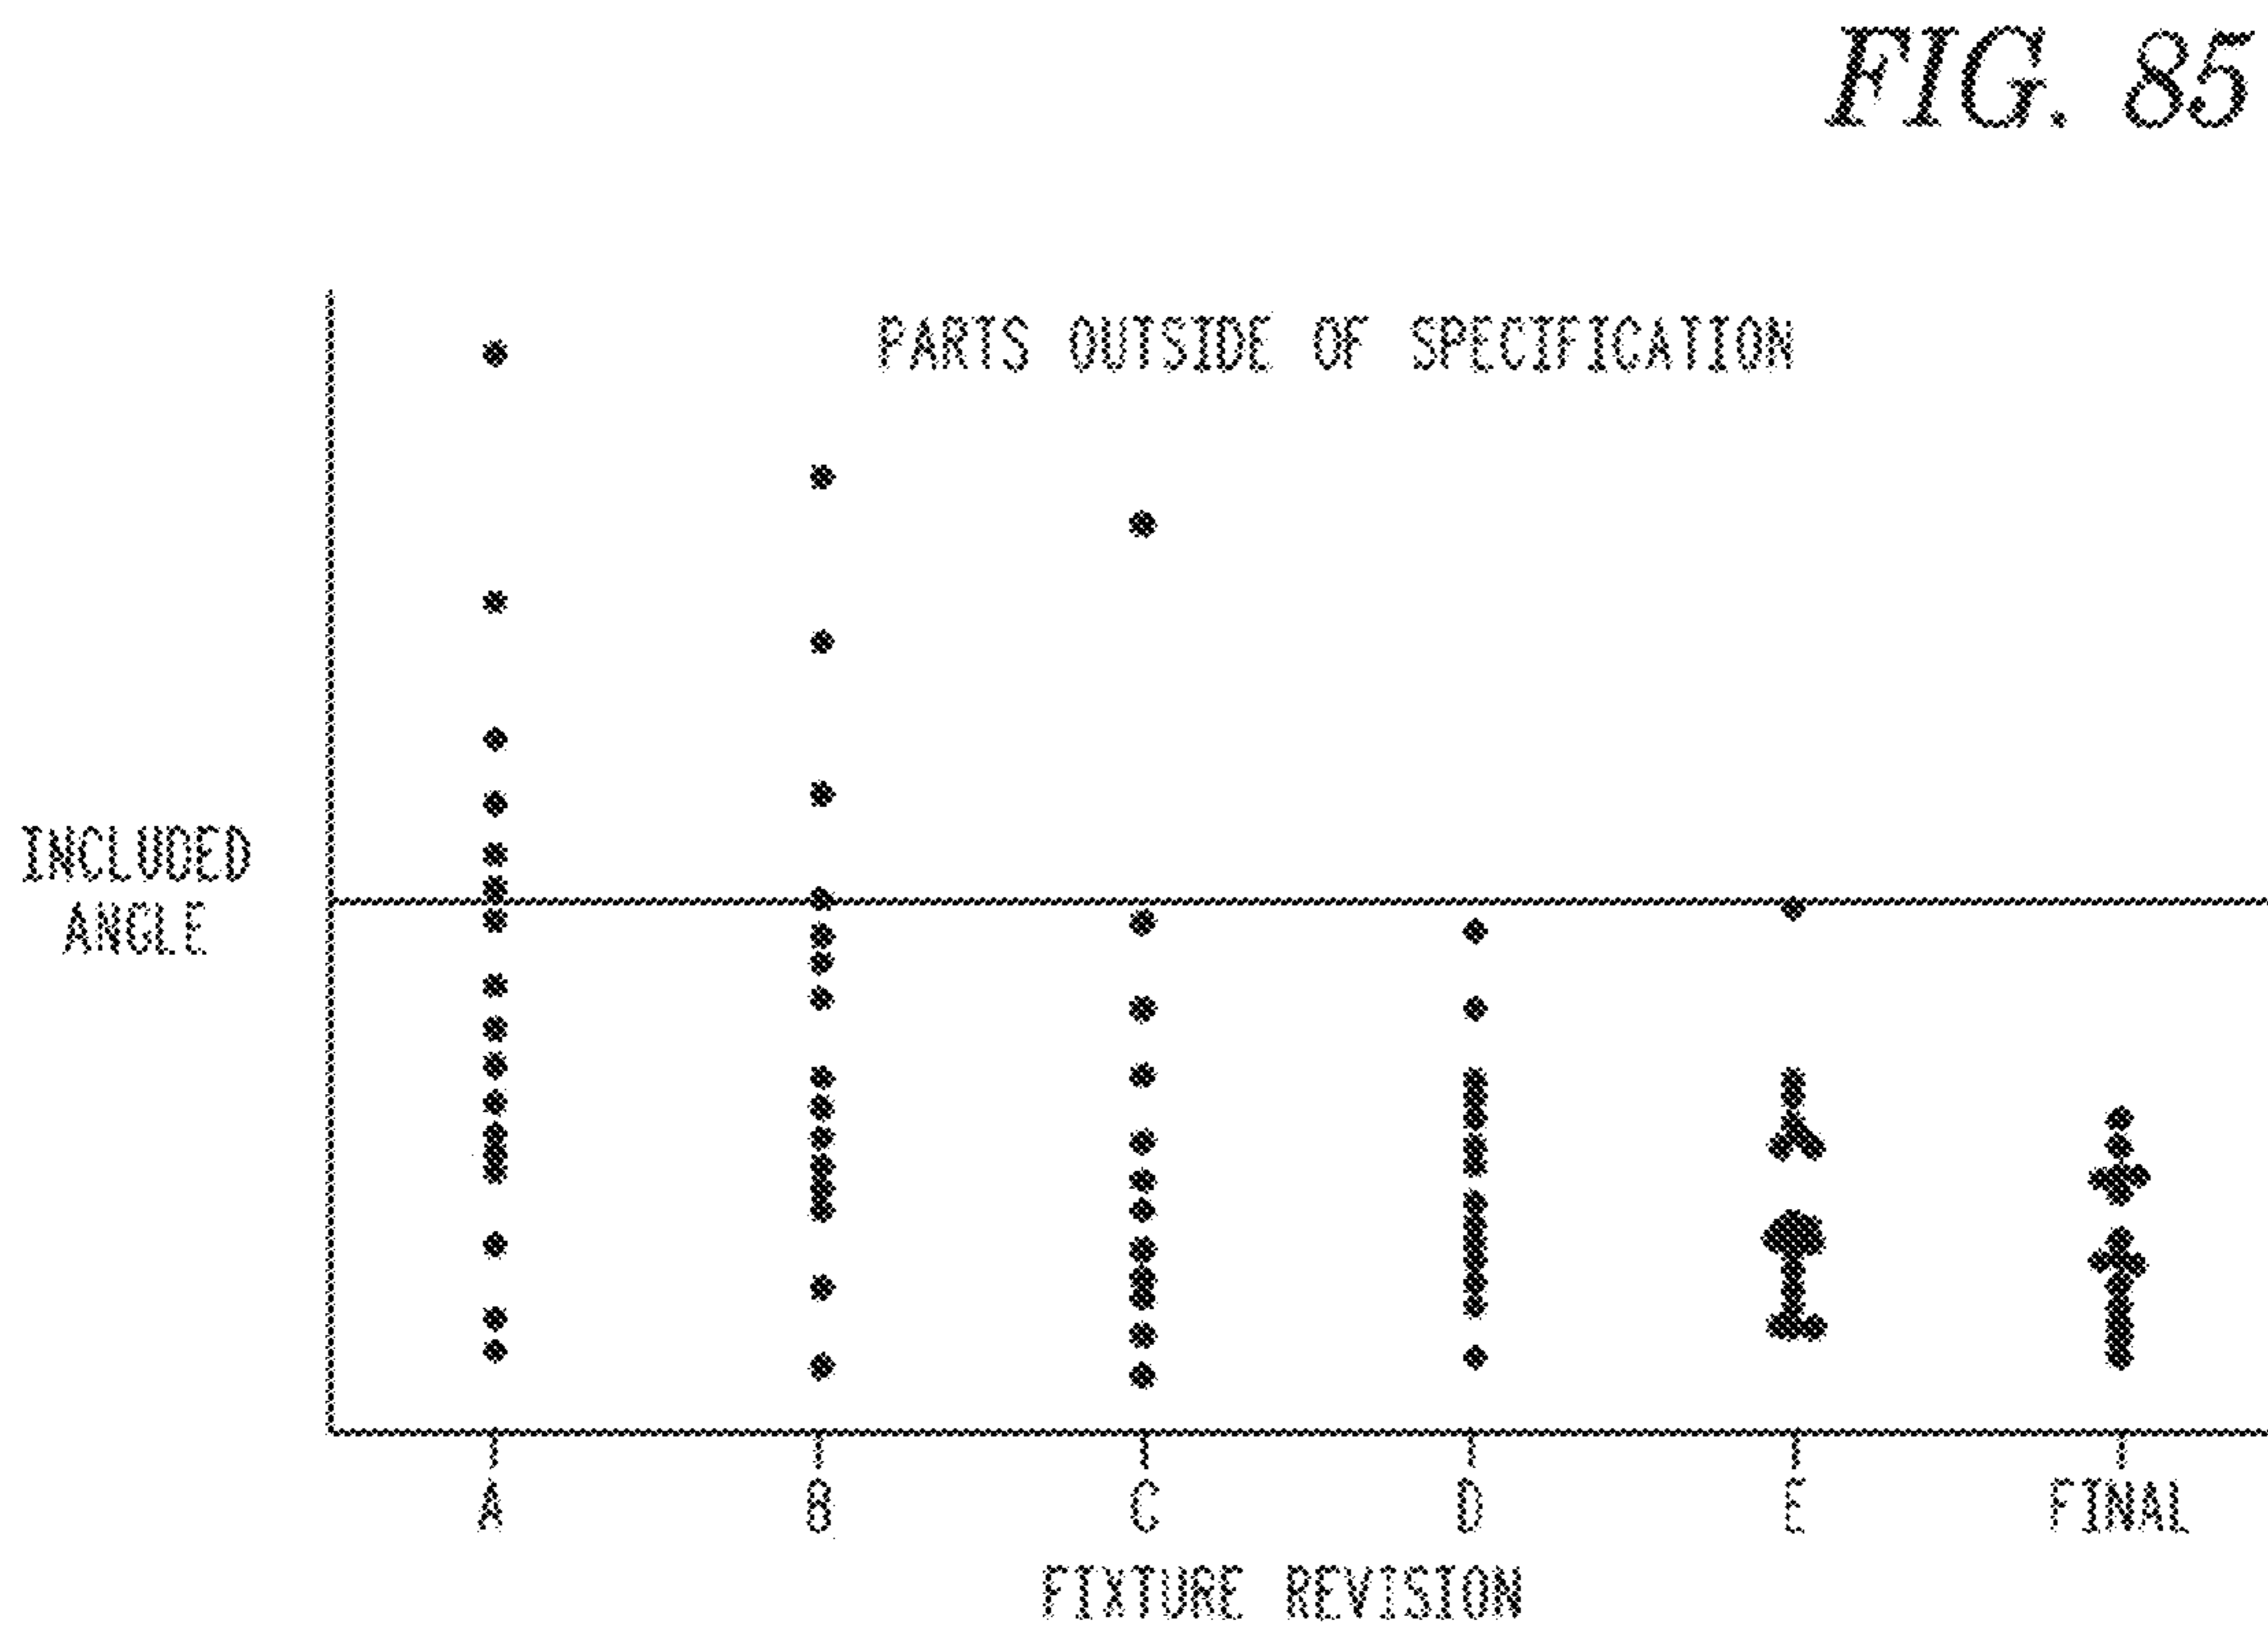 FIG. 85
PARTS OUTSIDE OF SPECIFICATION
INCLUDED
ANGLE
A B C D E FINAL
FIXTURE REVISION